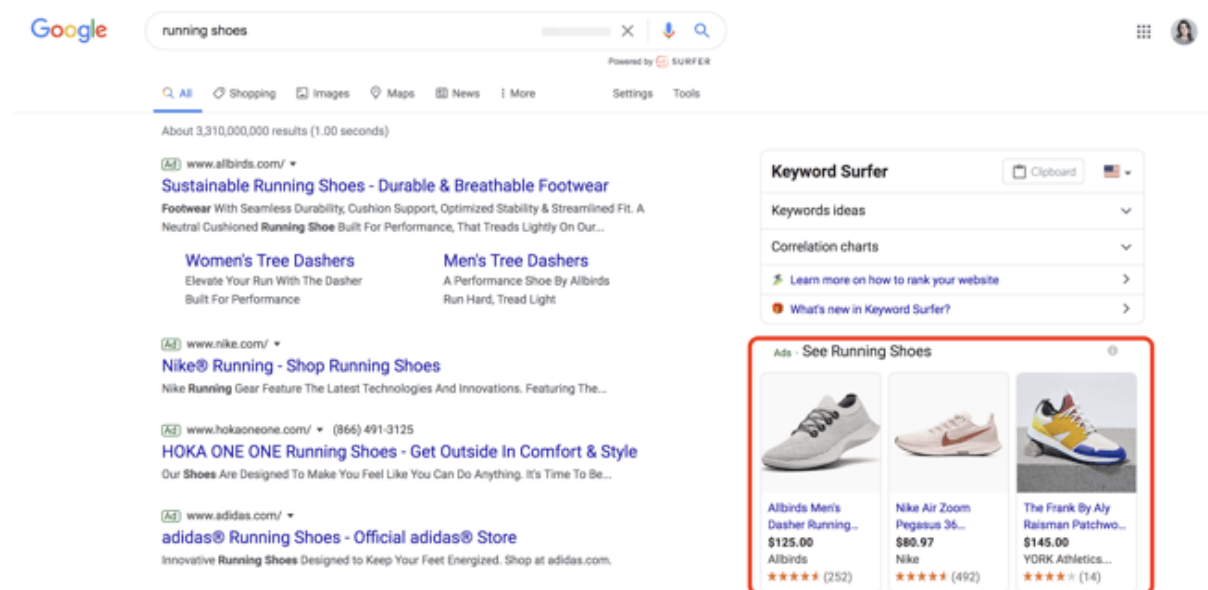 Google
running shoes
Powered by SURFER
All Shopping Images Maps News More Settings Tools
About 3,310,000,000 results (1.00 seconds)
Ad www.allbirds.com/
Sustainable Running Shoes - Durable & Breathable Footwear
Footwear With Seamless Durability, Cushion Support, Optimized Stability & Streamlined Fit. A
Neutral Cushioned Running Shoe Built For Performance, That Treads Lightly On Our...
Women's Tree Dashers
Elevate Your Run With The Dasher
Built For Performance
Men's Tree Dashers
A Performance Shoe By Allbirds
Run Hard, Tread Light
Ad www.nike.com/
Nike® Running - Shop Running Shoes
Nike Running Gear Feature The Latest Technologies And Innovations. Featuring The...
Ad www.hokaoneone.com/ (866) 491-3125
HOKA ONE ONE Running Shoes - Get Outside In Comfort & Style
Our Shoes Are Designed To Make You Feel Like You Can Do Anything. It's Time To Be...
Ad www.adidas.com/
adidas® Running Shoes - Official adidas® Store
Innovative Running Shoes Designed to Keep Your Feet Energized. Shop at adidas.com.
Keyword Surfer
Clipboard
Keywords ideas
Correlation charts
Learn more on how to rank your website
What's new in Keyword Surfer?
Ads · See Running Shoes
Allbirds Men's
Dasher Running...
$125.00
Allbirds
(252)
Nike Air Zoom
Pegasus 36...
$80.97
Nike
(492)
The Frank By Aly
Raisman Patchwo...
$145.00
YORK Athletics...
(14)